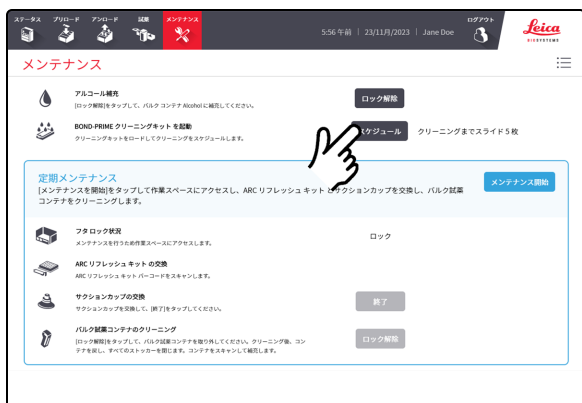 ステータス プリロード アンロード 試薬 メンテナンス ログアウト
5:56 午前 | 23/11月/2023 | Jane Doe
Leica
BIOSYSTEMS
メンテナンス
アルコール補充
[ロック解除]をタップして、バルク コンテナ Alcohol に補充してください。
ロック解除
BOND-PRIME クリーニングキット を起動
クリーニングキットをロードしてクリーニングをスケジュールします。
スケジュール クリーニングまでスライド 5 枚
定期メンテナンス
[メンテナンスを開始]をタップして作業スペースにアクセスし、ARC リフレッシュ キット とサクションカップを交換し、バルク試薬
コンテナをクリーニングします。
メンテナンス開始
フタ ロック状況
メンテナンスを行うため作業スペースにアクセスします。
ロック
ARC リフレッシュ キット の交換
ARC リフレッシュ キット バーコードをスキャンします。
サクションカップの交換
サクションカップを交換して、[終了]をタップしてください。
終了
バルク試薬コンテナのクリーニング
[ロック解除]をタップして、バルク試薬コンテナを取り外してください。クリーニング後、コン
テナを戻し、すべてのストッカーを閉じます。コンテナをスキャンして補充します。
ロック解除